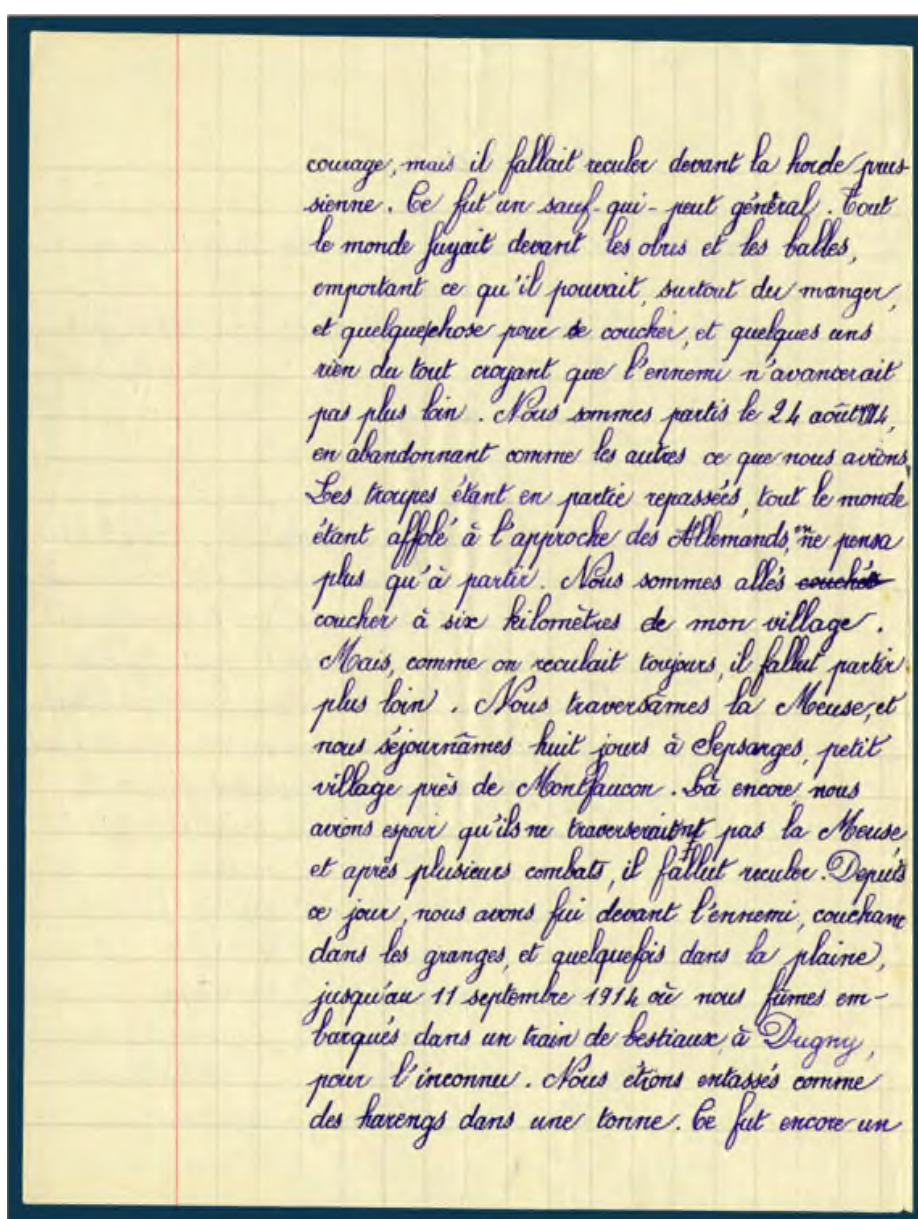 courage, mais il fallait reculer devant la horde prus-
sienne. Ce fut un sauf-qui-peut général. Tout
le monde fuyait devant les obus et les balles,
emportant ce qu'il pouvait, surtout du manger,
et quelquechose pour se coucher, et quelques uns
rien du tout croyant que l'ennemi n'avancerait
pas plus loin. Nous sommes partis le 24 août 1914,
en abandonnant comme les autres ce que nous avions
Les troupes étant en partie repassées, tout le monde
étant affolé à l'approche des Allemands, on ne pensa
plus qu'à partir. Nous sommes allés couchés
coucher à six kilomètres de mon village.
Mais, comme on reculait toujours, il fallut partir
plus loin. Nous traversâmes la Meuse, et
nous séjournâmes huit jours à Sepsarges, petit
village près de Montfaucon. Là encore, nous
avions espoir qu'ils ne traverseraient pas la Meuse
et après plusieurs combats, il fallut reculer. Depuis
ce jour, nous avons fui devant l'ennemi, couchant
dans les granges, et quelquefois dans la plaine,
jusqu'au 11 septembre 1914 où nous fûmes em-
barqués dans un train de bestiaux, à Dugny,
pour l'inconnu. Nous étions entassés comme
des harengs dans une tonne. Ce fut encore un